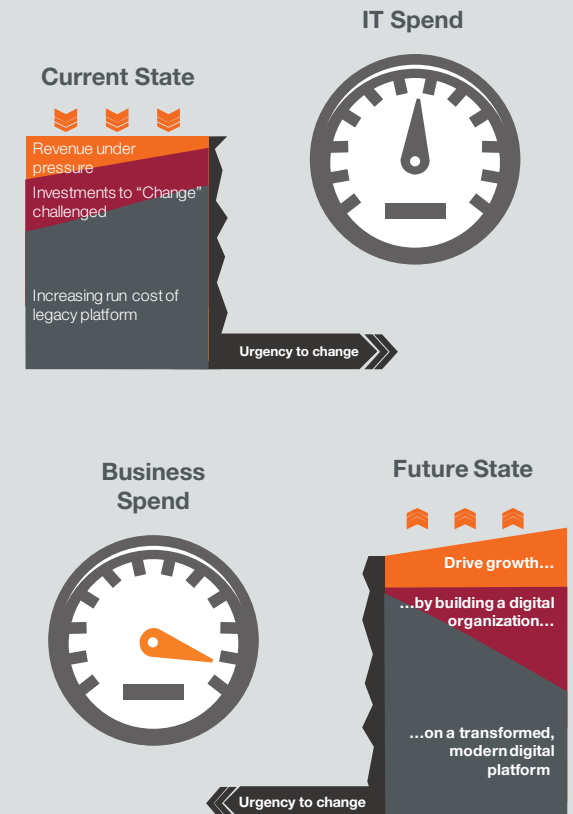 IT Spend
Current State
Revenue under
pressure
Investments to “Change”
challenged
Increasing run cost of
legacy platform
Urgency to change
Business
Spend
Future State
Drive growth…
…by building a digital
organization…
…on a transformed,
modern digital
platform
Urgency to change